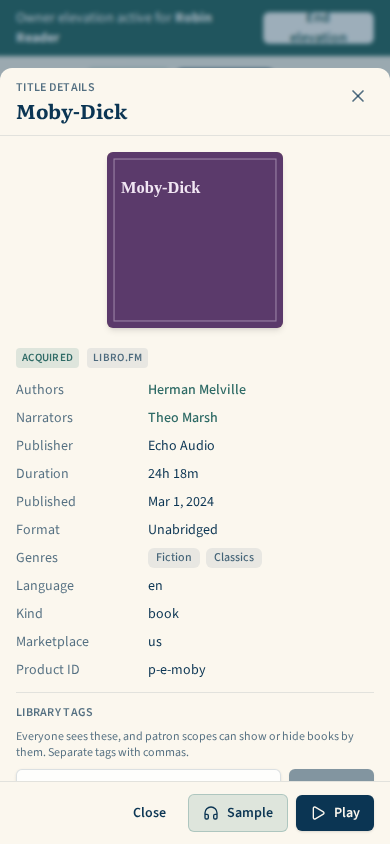 Owner elevation active for Robin
Reader
End
elevation
TITLE DETAILS
Moby-Dick
Moby-Dick
ACQUIRED LIBRO.FM
Authors Herman Melville
Narrators Theo Marsh
Publisher Echo Audio
Duration 24h 18m
Published Mar 1, 2024
Format Unabridged
Genres Fiction Classics
Language en
Kind book
Marketplace us
Product ID p-e-moby
LIBRARY TAGS
Everyone sees these, and patron scopes can show or hide books by
them. Separate tags with commas.
Close Sample Play